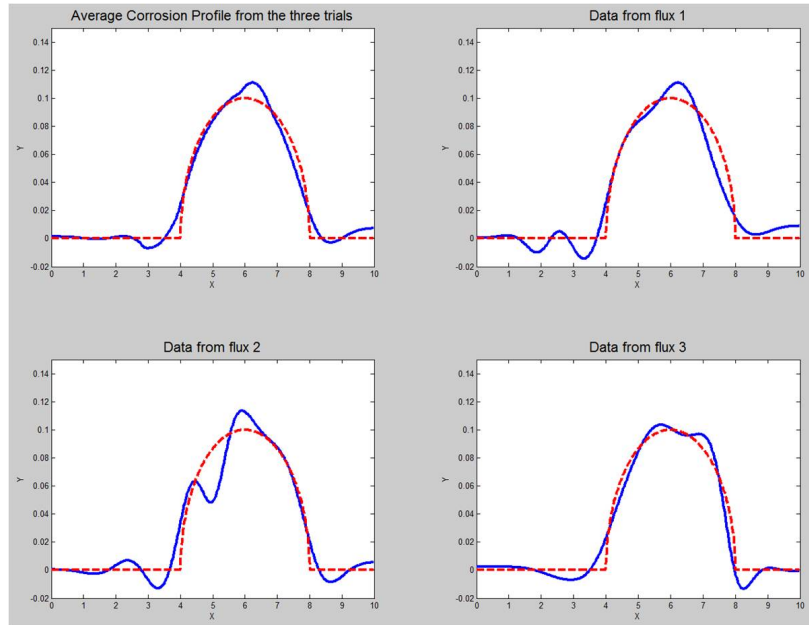 Average Corrosion Profile from the three trials
0.14
0.12
0.1
0.08
0.06
0.04
0.02
0
-0.02
Y
0 1 2 3 4 5 6 7 8 9 10
X
Data from flux 1
0.14
0.12
0.1
0.08
0.06
0.04
0.02
0
-0.02
Y
0 1 2 3 4 5 6 7 8 9 10
X
Data from flux 2
0.14
0.12
0.1
0.08
0.06
0.04
0.02
0
-0.02
Y
0 1 2 3 4 5 6 7 8 9 10
X
Data from flux 3
0.14
0.12
0.1
0.08
0.06
0.04
0.02
0
-0.02
Y
0 1 2 3 4 5 6 7 8 9 10
X